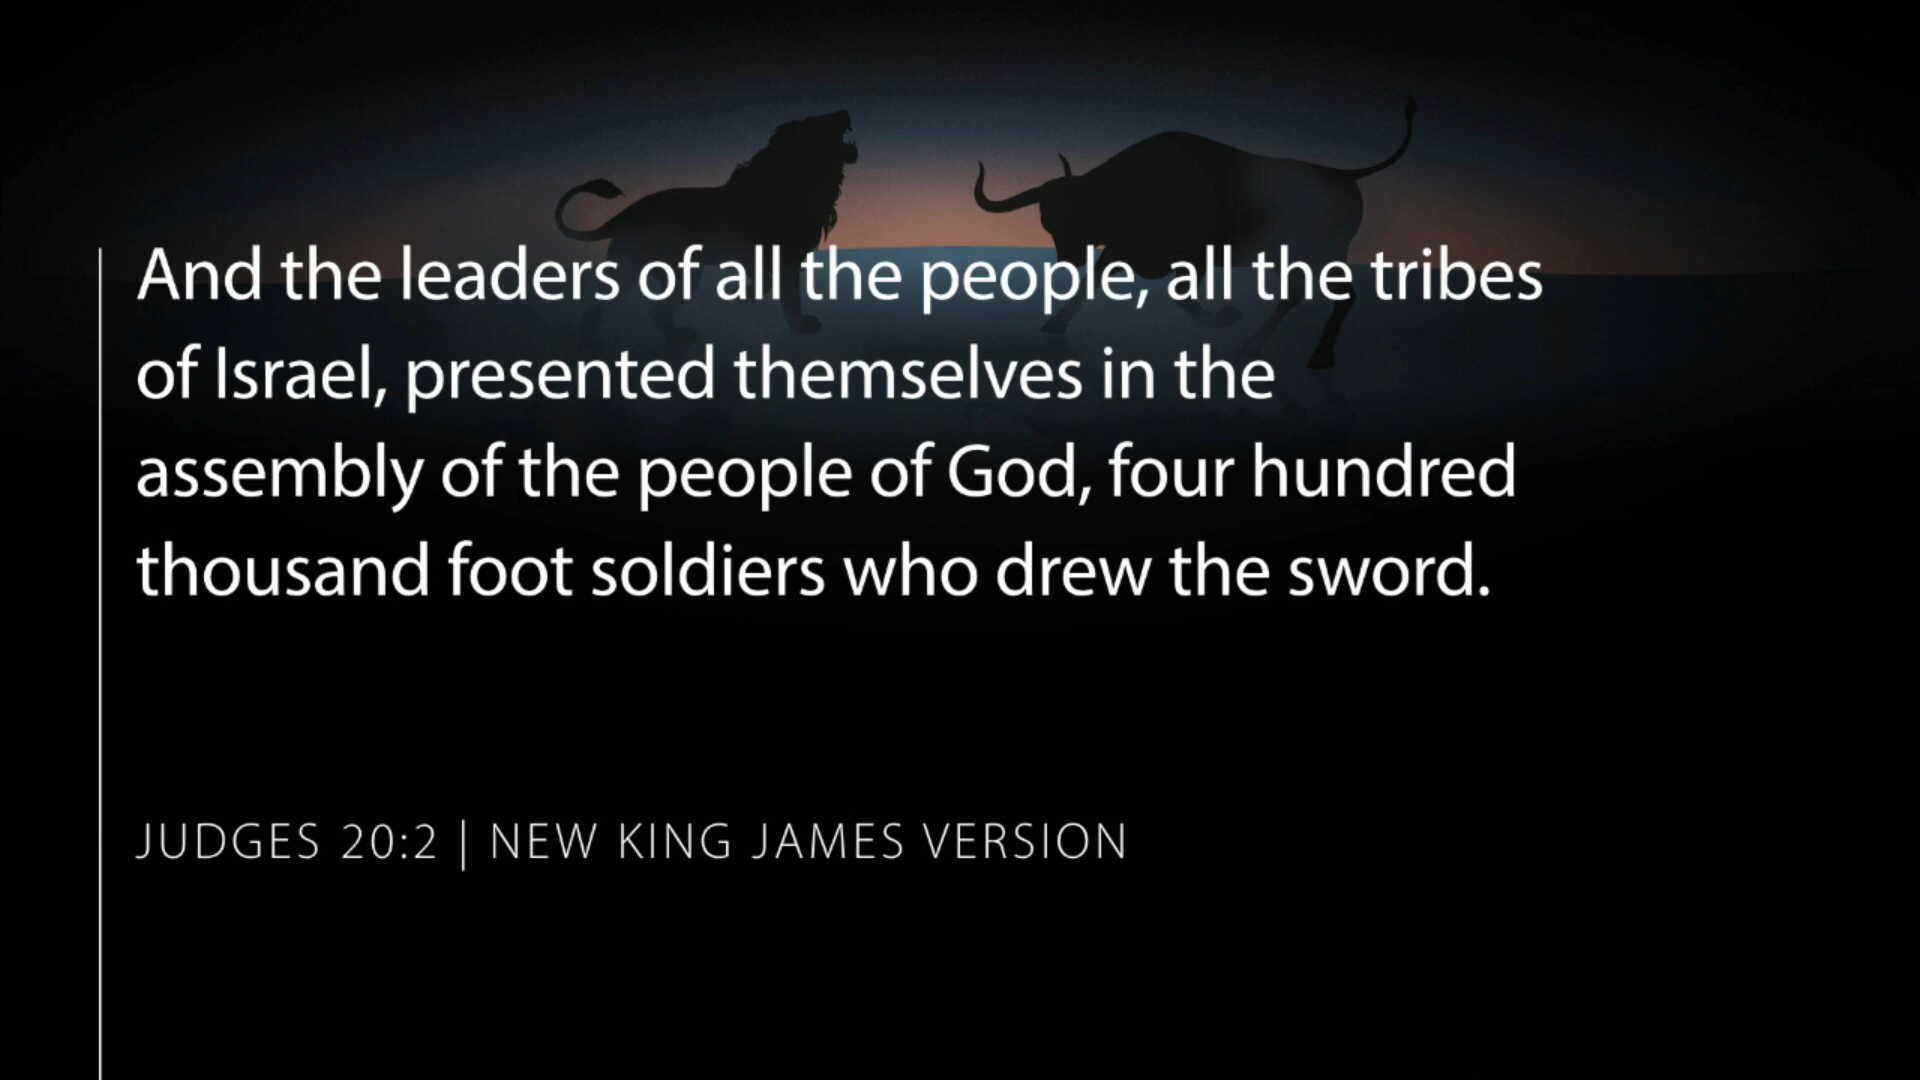 And the leaders of all the people, all the tribes
of Israel, presented themselves in the
assembly of the people of God, four hundred
thousand foot soldiers who drew the sword.
JUDGES 20:2 | NEW KING JAMES VERSION